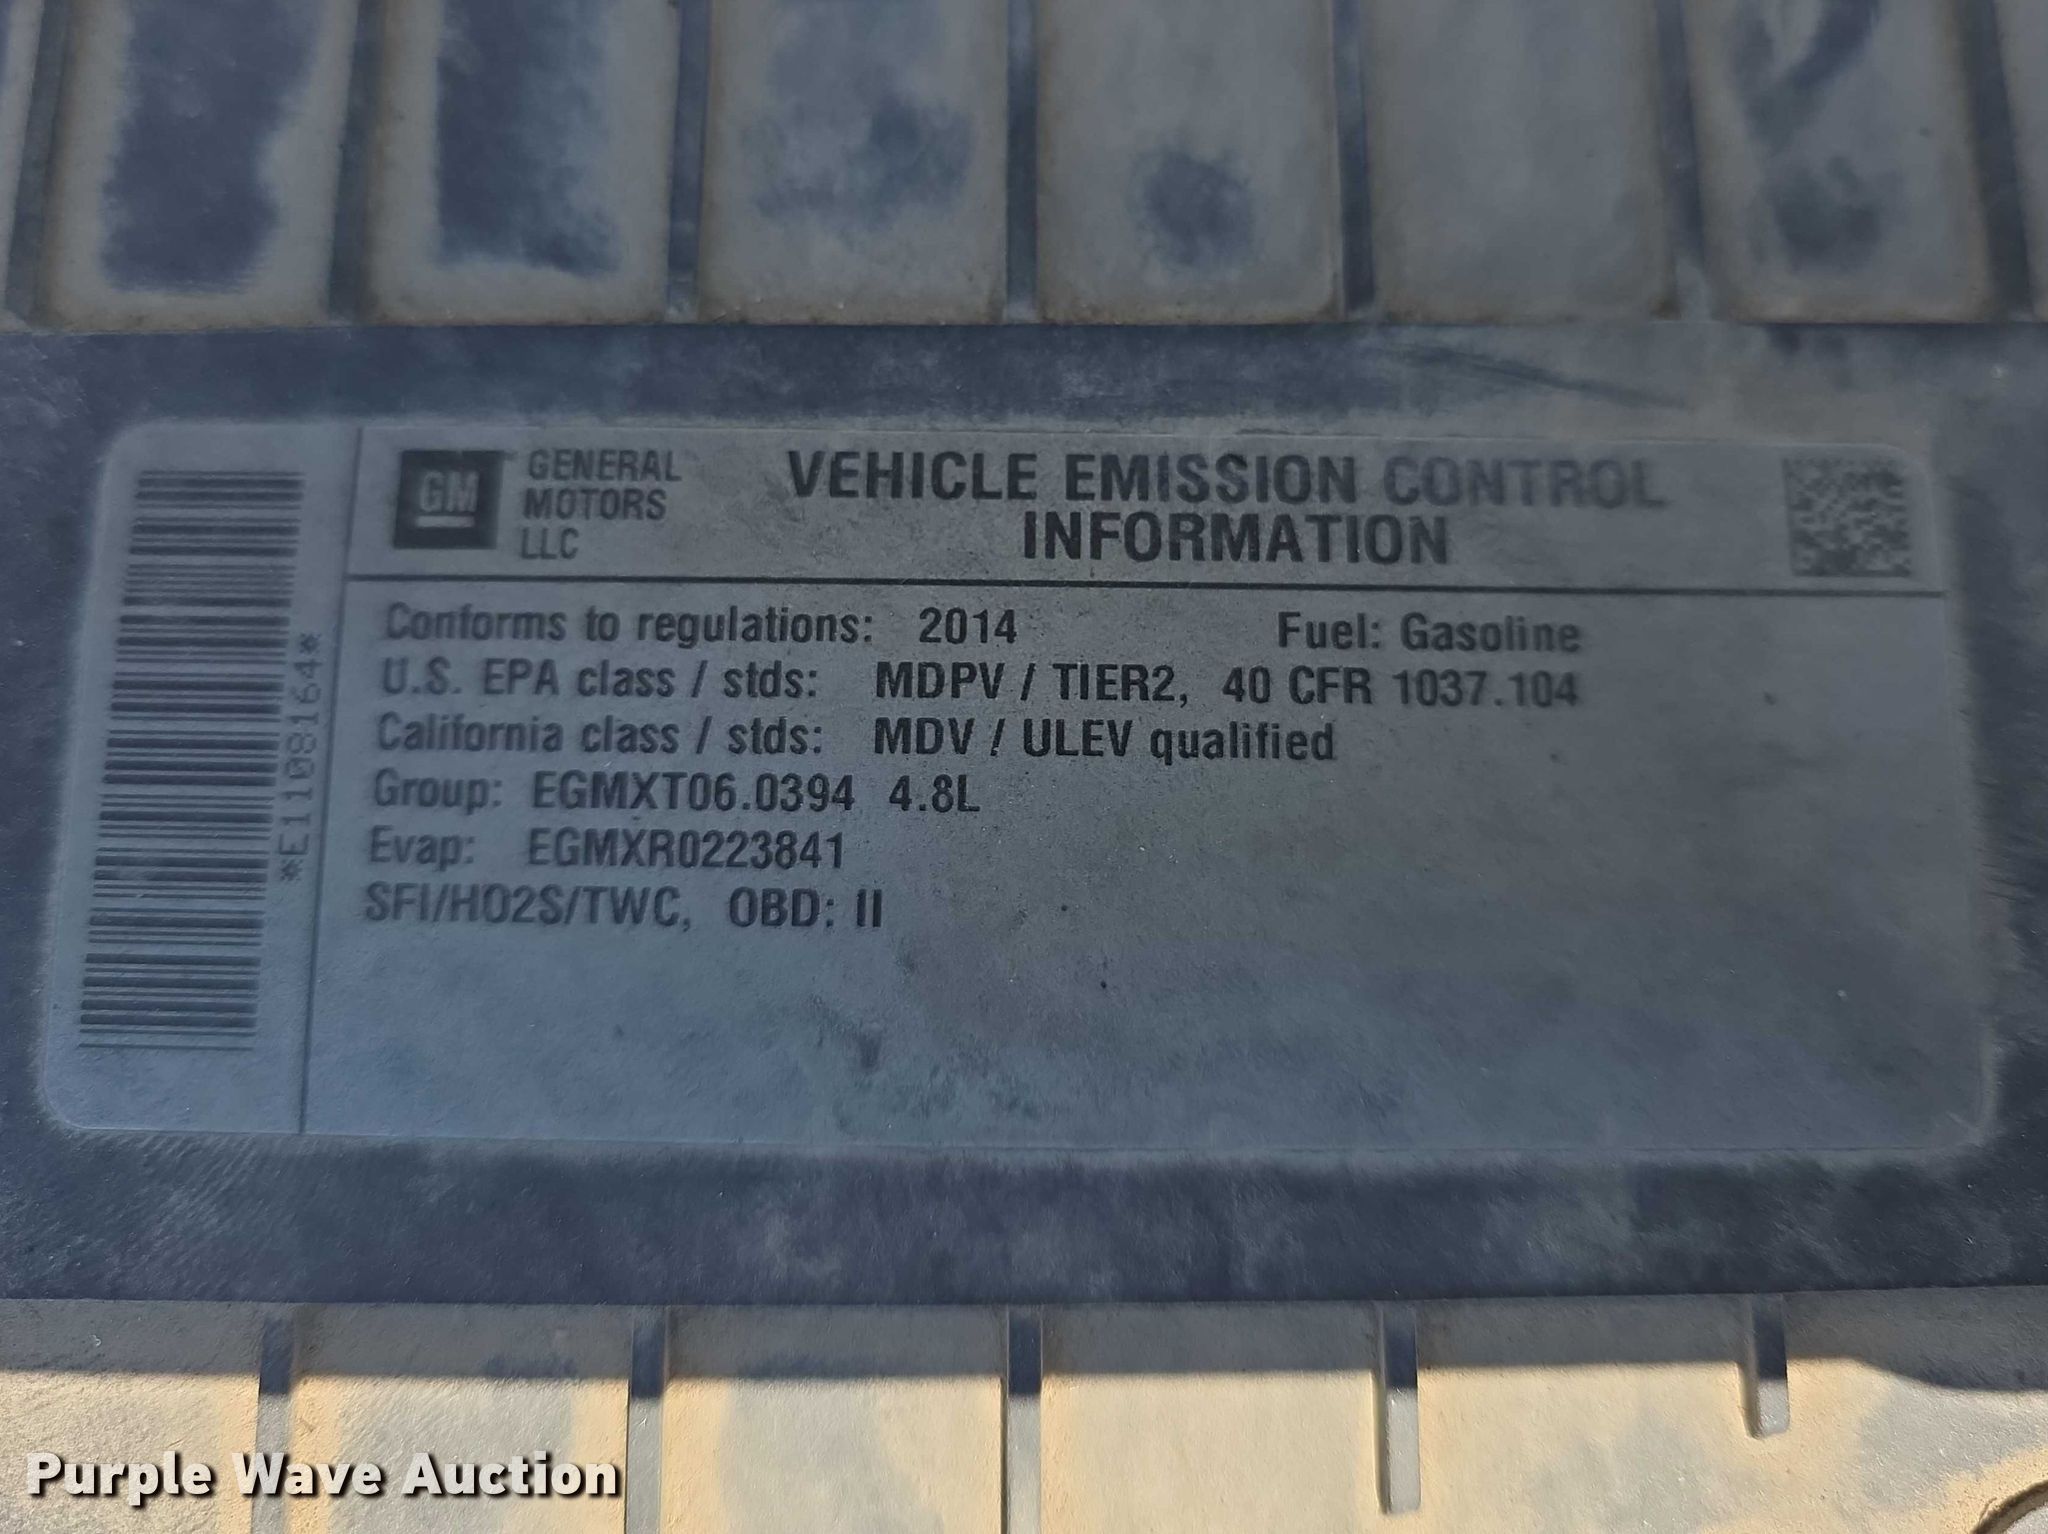 GM GENERAL MOTORS LLC
VEHICLE EMISSION CONTROL
INFORMATION
*E1108164*
Conforms to regulations: 2014 Fuel: Gasoline
U.S. EPA class / stds: MDPV / TIER2, 40 CFR 1037.104
California class / stds: MDV / ULEV qualified
Group: EGMXT06.0394 4.8L
Evap: EGMXR0223841
SFI/HO2S/TWC, OBD: II
Purple Wave Auction